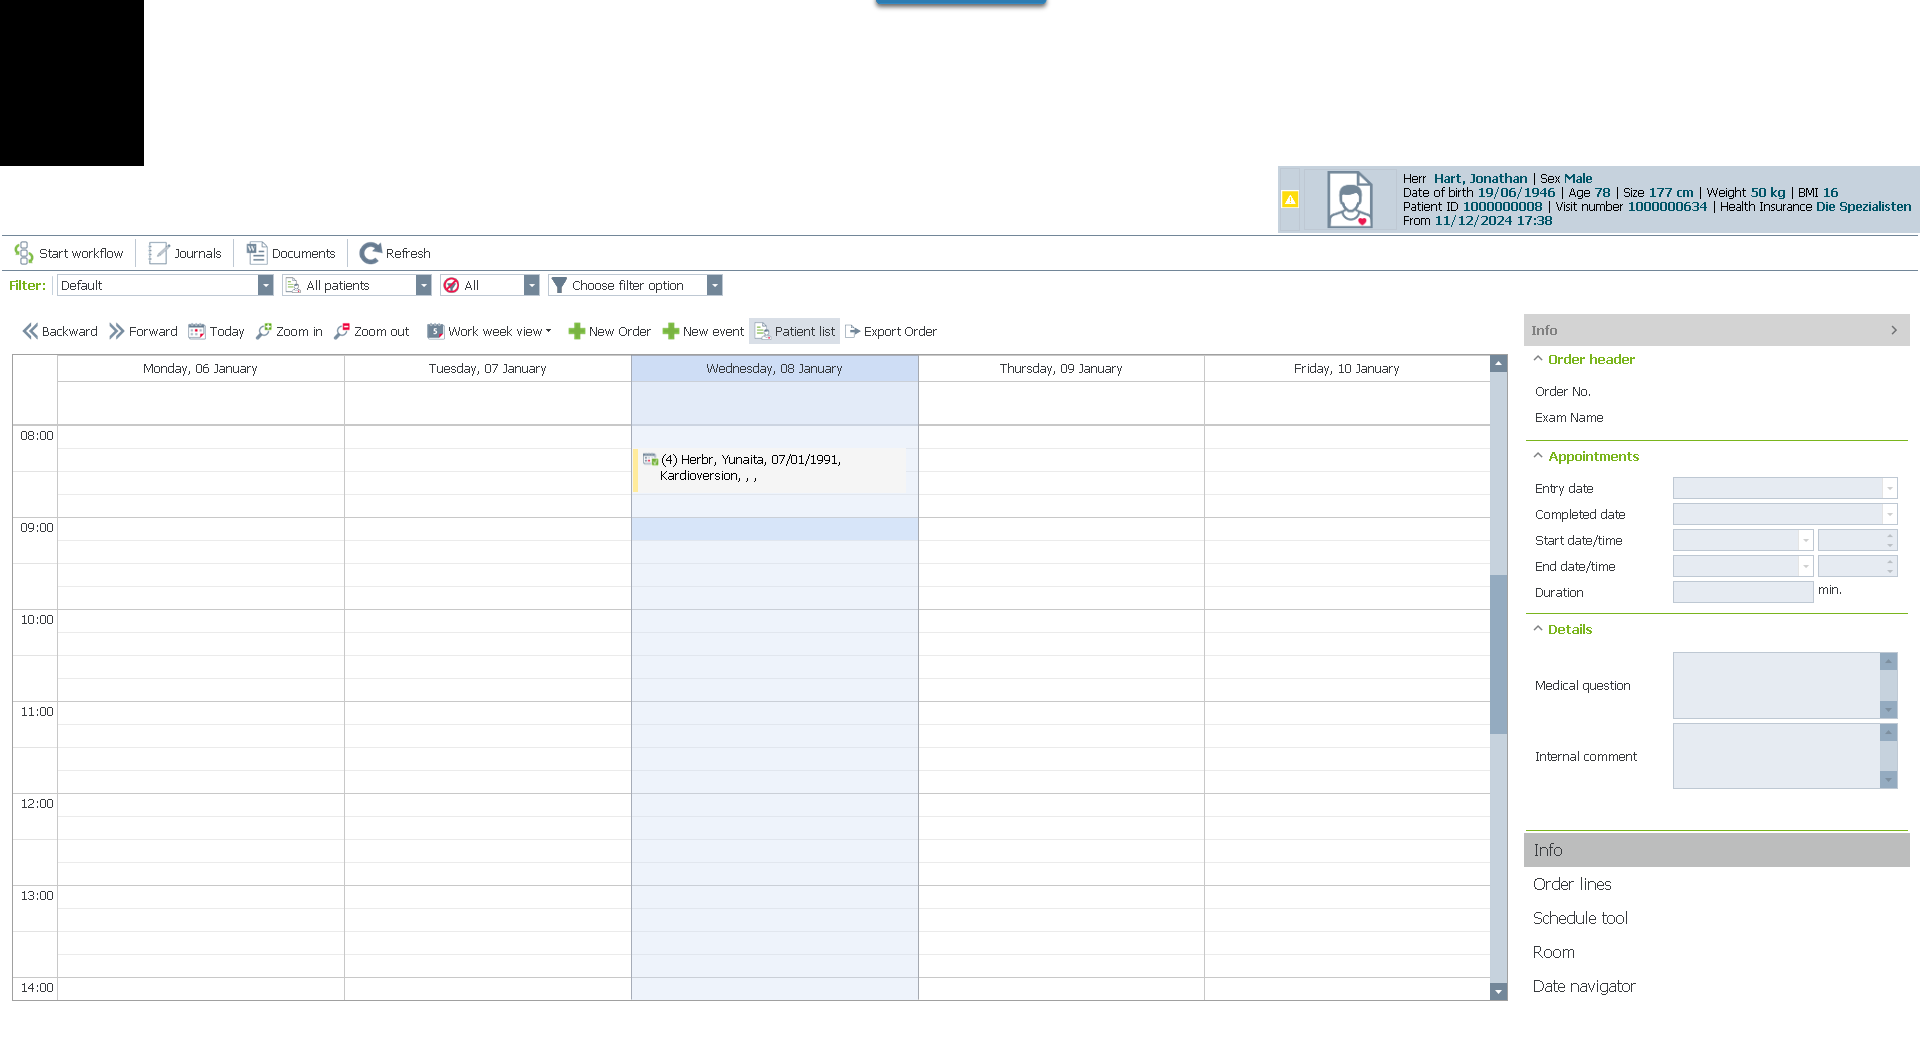 Herr Hart, Jonathan | Sex Male
Date of birth 19/06/1946 | Age 78 | Size 177 cm | Weight 50 kg | BMI 16
Patient ID 1000000008 | Visit number 1000000634 | Health Insurance Die Spezialisten
From 11/12/2024 17:38
Start workflow Journals Documents Refresh
Filter: Default All patients All Choose filter option
Backward Forward Today Zoom in Zoom out Work week view New Order New event Patient list Export Order
Monday, 06 January Tuesday, 07 January Wednesday, 08 January Thursday, 09 January Friday, 10 January
08:00
(4) Herbr, Yunaita, 07/01/1991,
Kardioversion, , ,
09:00
10:00
11:00
12:00
13:00
14:00
Info
Order header
Order No.
Exam Name
Appointments
Entry date
Completed date
Start date/time
End date/time
Duration min.
Details
Medical question
Internal comment
Info
Order lines
Schedule tool
Room
Date navigator